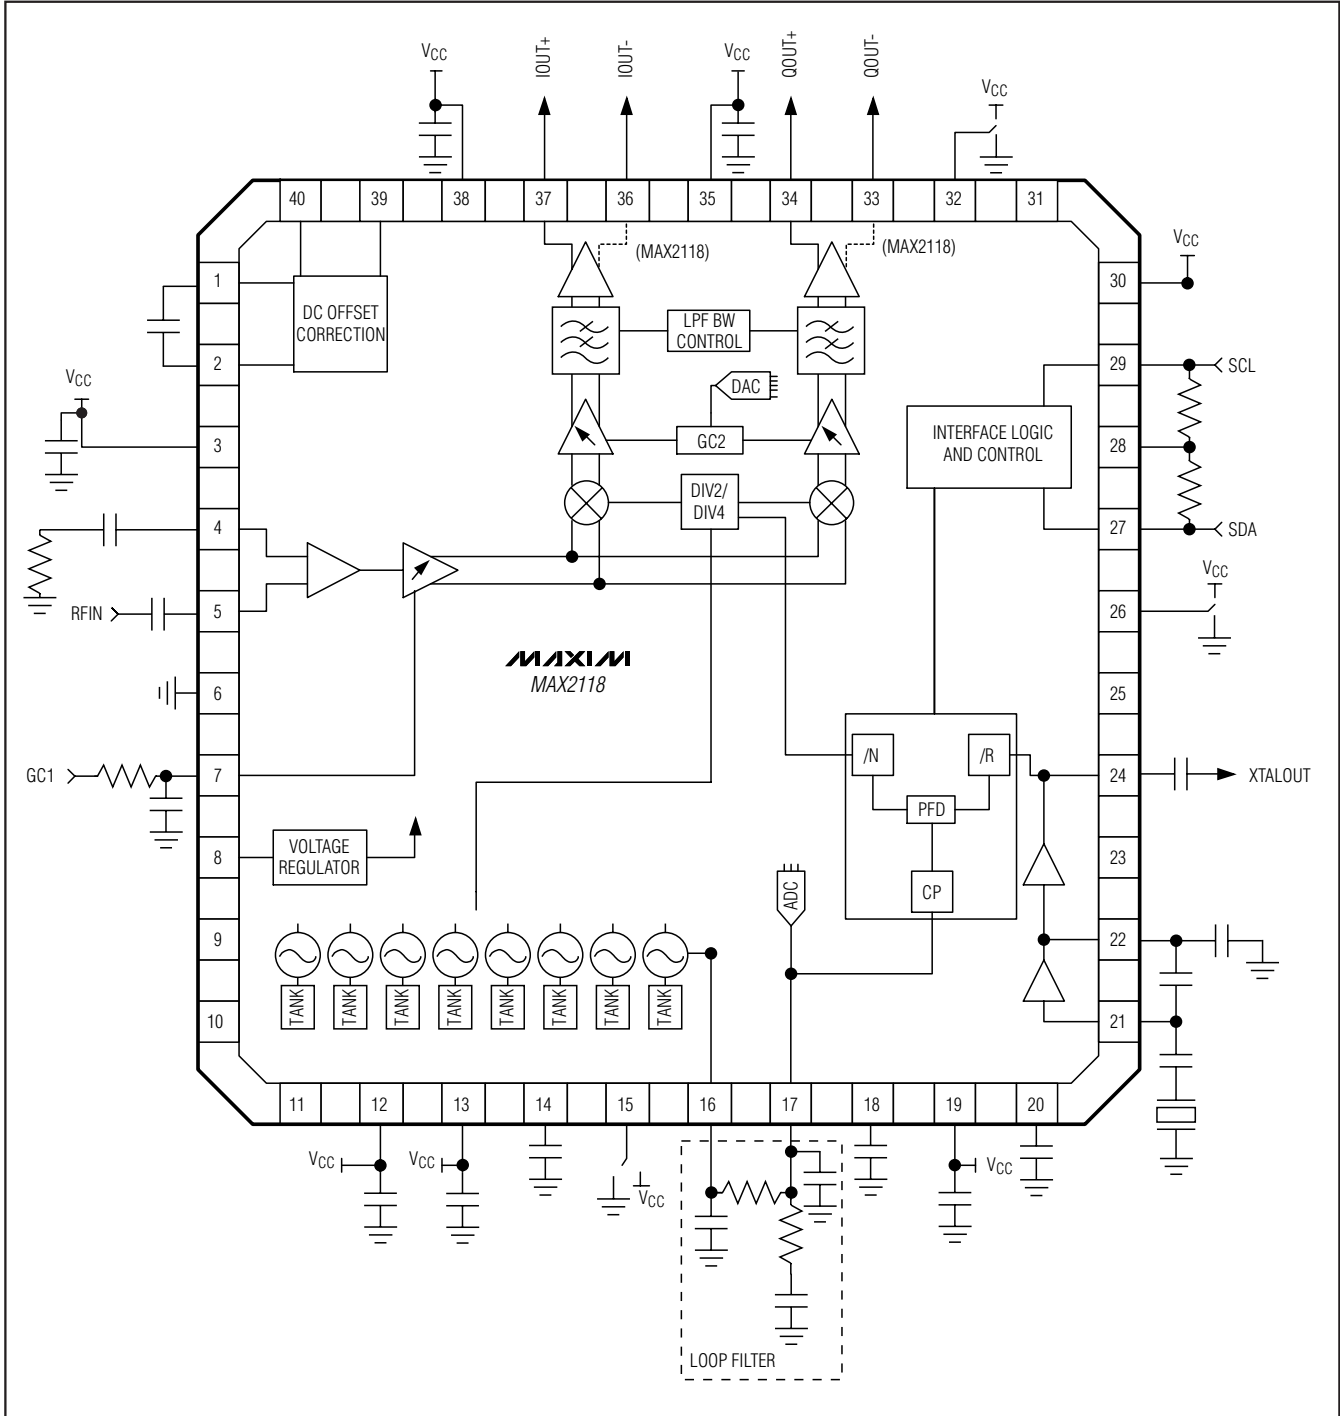 VCC
IOUT+
IOUT-
VCC
QOUT+
QOUT-
VCC
40
39
38
37
36
35
34
33
32
31
(MAX2118)
(MAX2118)
VCC
1
30
DC OFFSET
CORRECTION
LPF BW
CONTROL
2
29
SCL
VCC
DAC
3
GC2
INTERFACE LOGIC
AND CONTROL
28
DIV2/
DIV4
4
27
SDA
VCC
RFIN
5
26
MAXIM
MAX2118
6
25
/N
/R
GC1
7
24
XTALOUT
PFD
8
VOLTAGE
REGULATOR
23
ADC
CP
9
22
TANK
TANK
TANK
TANK
TANK
TANK
TANK
TANK
10
21
11
12
13
14
15
16
17
18
19
20
VCC
VCC
VCC
VCC
LOOP FILTER